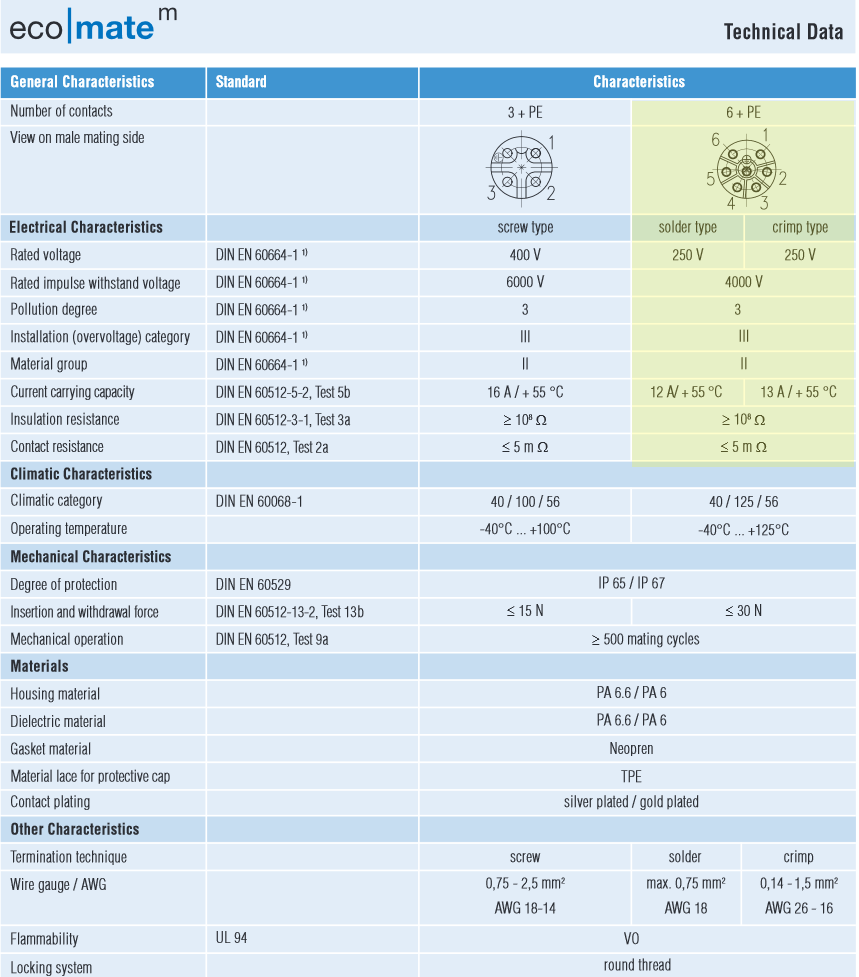 eco|mate m
Technical Data
General Characteristics Standard Characteristics
Number of contacts 3 + PE 6 + PE
View on male mating side
1 3 2
6 1 5 2 4 3
Electrical Characteristics screw type solder type crimp type
Rated voltage DIN EN 60664-1 ¹⁾ 400 V 250 V 250 V
Rated impulse withstand voltage DIN EN 60664-1 ¹⁾ 6000 V 4000 V
Pollution degree DIN EN 60664-1 ¹⁾ 3 3
Installation (overvoltage) category DIN EN 60664-1 ¹⁾ III III
Material group DIN EN 60664-1 ¹⁾ II II
Current carrying capacity DIN EN 60512-5-2, Test 5b 16 A / + 55 °C 12 A/ + 55 °C 13 A / + 55 °C
Insulation resistance DIN EN 60512-3-1, Test 3a ≥ 10⁸ Ω ≥ 10⁸ Ω
Contact resistance DIN EN 60512, Test 2a ≤ 5 m Ω ≤ 5 m Ω
Climatic Characteristics
Climatic category DIN EN 60068-1 40 / 100 / 56 40 / 125 / 56
Operating temperature -40°C ... +100°C -40°C ... +125°C
Mechanical Characteristics
Degree of protection DIN EN 60529 IP 65 / IP 67
Insertion and withdrawal force DIN EN 60512-13-2, Test 13b ≤ 15 N ≤ 30 N
Mechanical operation DIN EN 60512, Test 9a ≥ 500 mating cycles
Materials
Housing material PA 6.6 / PA 6
Dielectric material PA 6.6 / PA 6
Gasket material Neopren
Material lace for protective cap TPE
Contact plating silver plated / gold plated
Other Characteristics
Termination technique screw solder crimp
Wire gauge / AWG 0,75 - 2,5 mm² max. 0,75 mm² 0,14 - 1,5 mm²
AWG 18-14 AWG 18 AWG 26 - 16
Flammability UL 94 VO
Locking system round thread